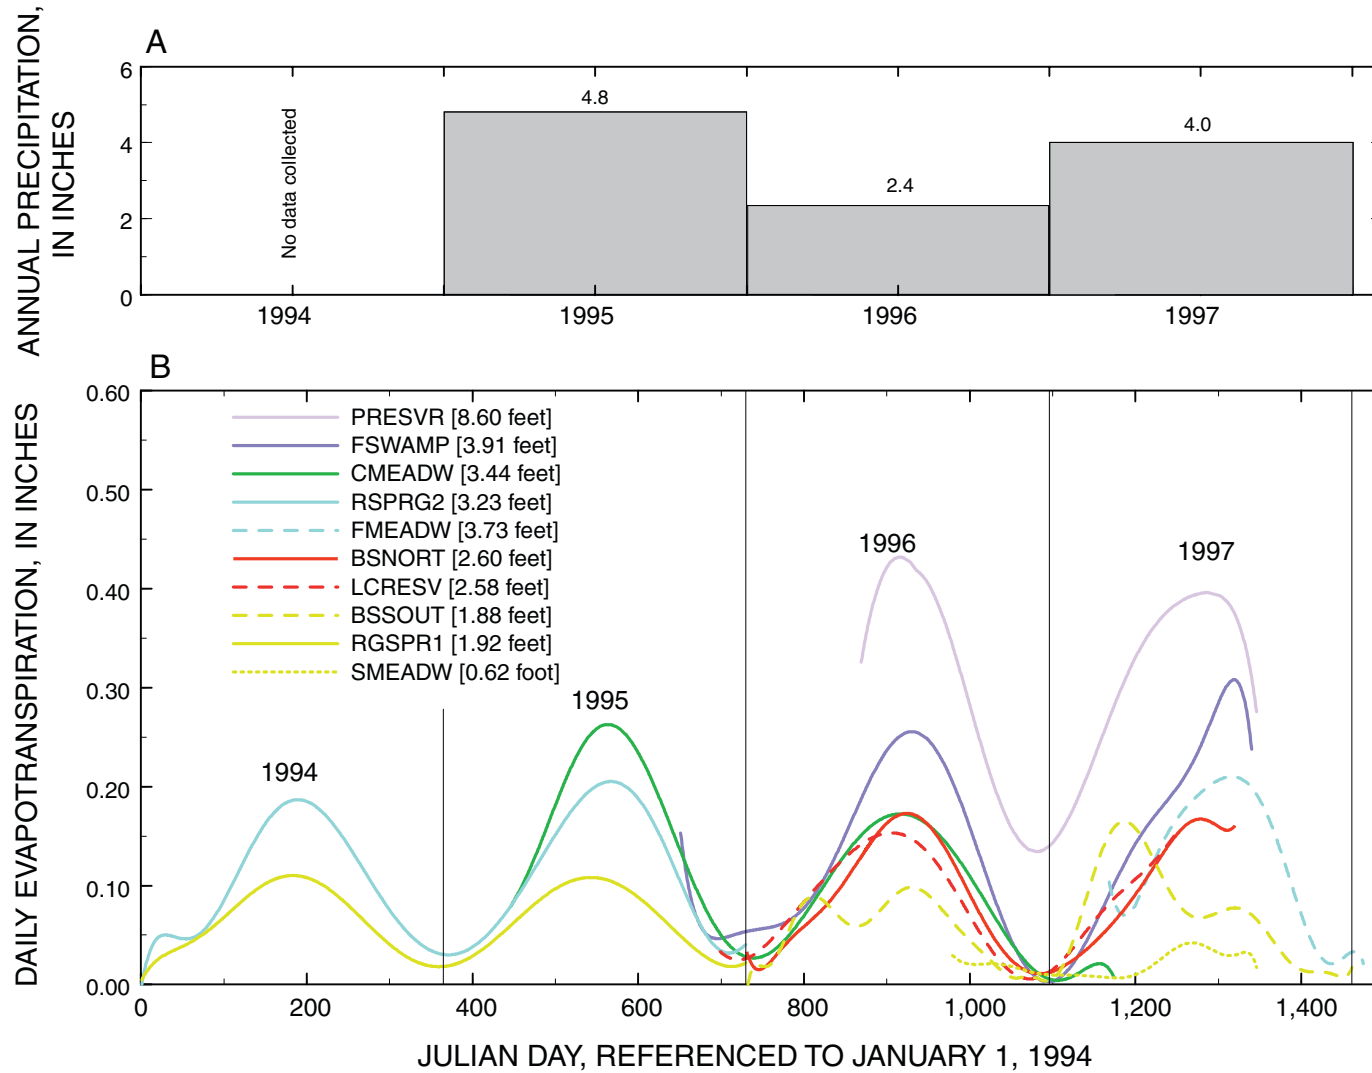 A
ANNUAL PRECIPITATION,
IN INCHES
6
4
2
0
No data collected
4.8
2.4
4.0
1994
1995
1996
1997
B
DAILY EVAPOTRANSPIRATION, IN INCHES
0.60
0.50
0.40
0.30
0.20
0.10
0.00
PRESVR [8.60 feet]
FSWAMP [3.91 feet]
CMEADW [3.44 feet]
RSPRG2 [3.23 feet]
FMEADW [3.73 feet]
BSNORT [2.60 feet]
LCRESV [2.58 feet]
BSSOUT [1.88 feet]
RGSPR1 [1.92 feet]
SMEADW [0.62 foot]
1994
1995
1996
1997
0
200
400
600
800
1,000
1,200
1,400
JULIAN DAY, REFERENCED TO JANUARY 1, 1994